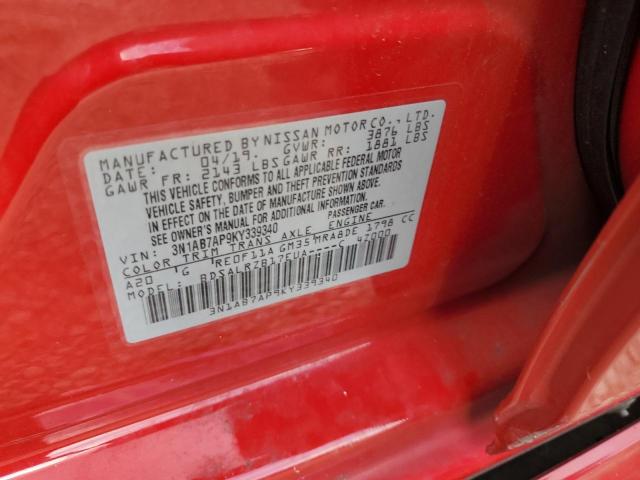 MANUFACTURED BY NISSAN MOTOR CO., LTD.
DATE: 04/19. GVWR: 3876 LBS
GAWR FR: 2143 LBS GAWR RR: 1881 LBS
THIS VEHICLE CONFORMS TO ALL APPLICABLE FEDERAL MOTOR
VEHICLE SAFETY, BUMPER AND THEFT PREVENTION STANDARDS
IN EFFECT ON THE DATE OF MANUFACTURE SHOWN ABOVE.
SEE OWNER'S MANUAL FOR ADDITIONAL INFORMATION.
VIN: 3N1AB7AP9KY339340 PASSENGER CAR.
COLOR TRIM TRANS AXLE ENGINE
A20 G RE0F11A GM35 MRA8DE 1798 CC
BDSALRZB17EUA-----C 4Z000
3N1AB7AP9KY339340